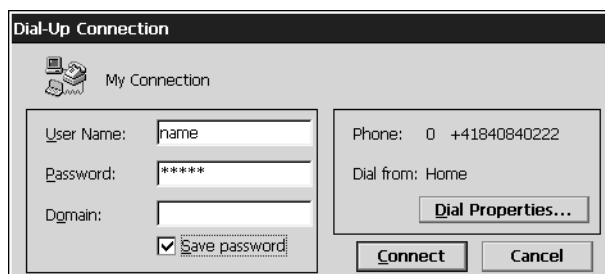 Dial-Up Connection
My Connection
User Name: name
Password: *****
Domain:
Save password
Phone: 0 +41840840222
Dial from: Home
Dial Properties...
Connect Cancel